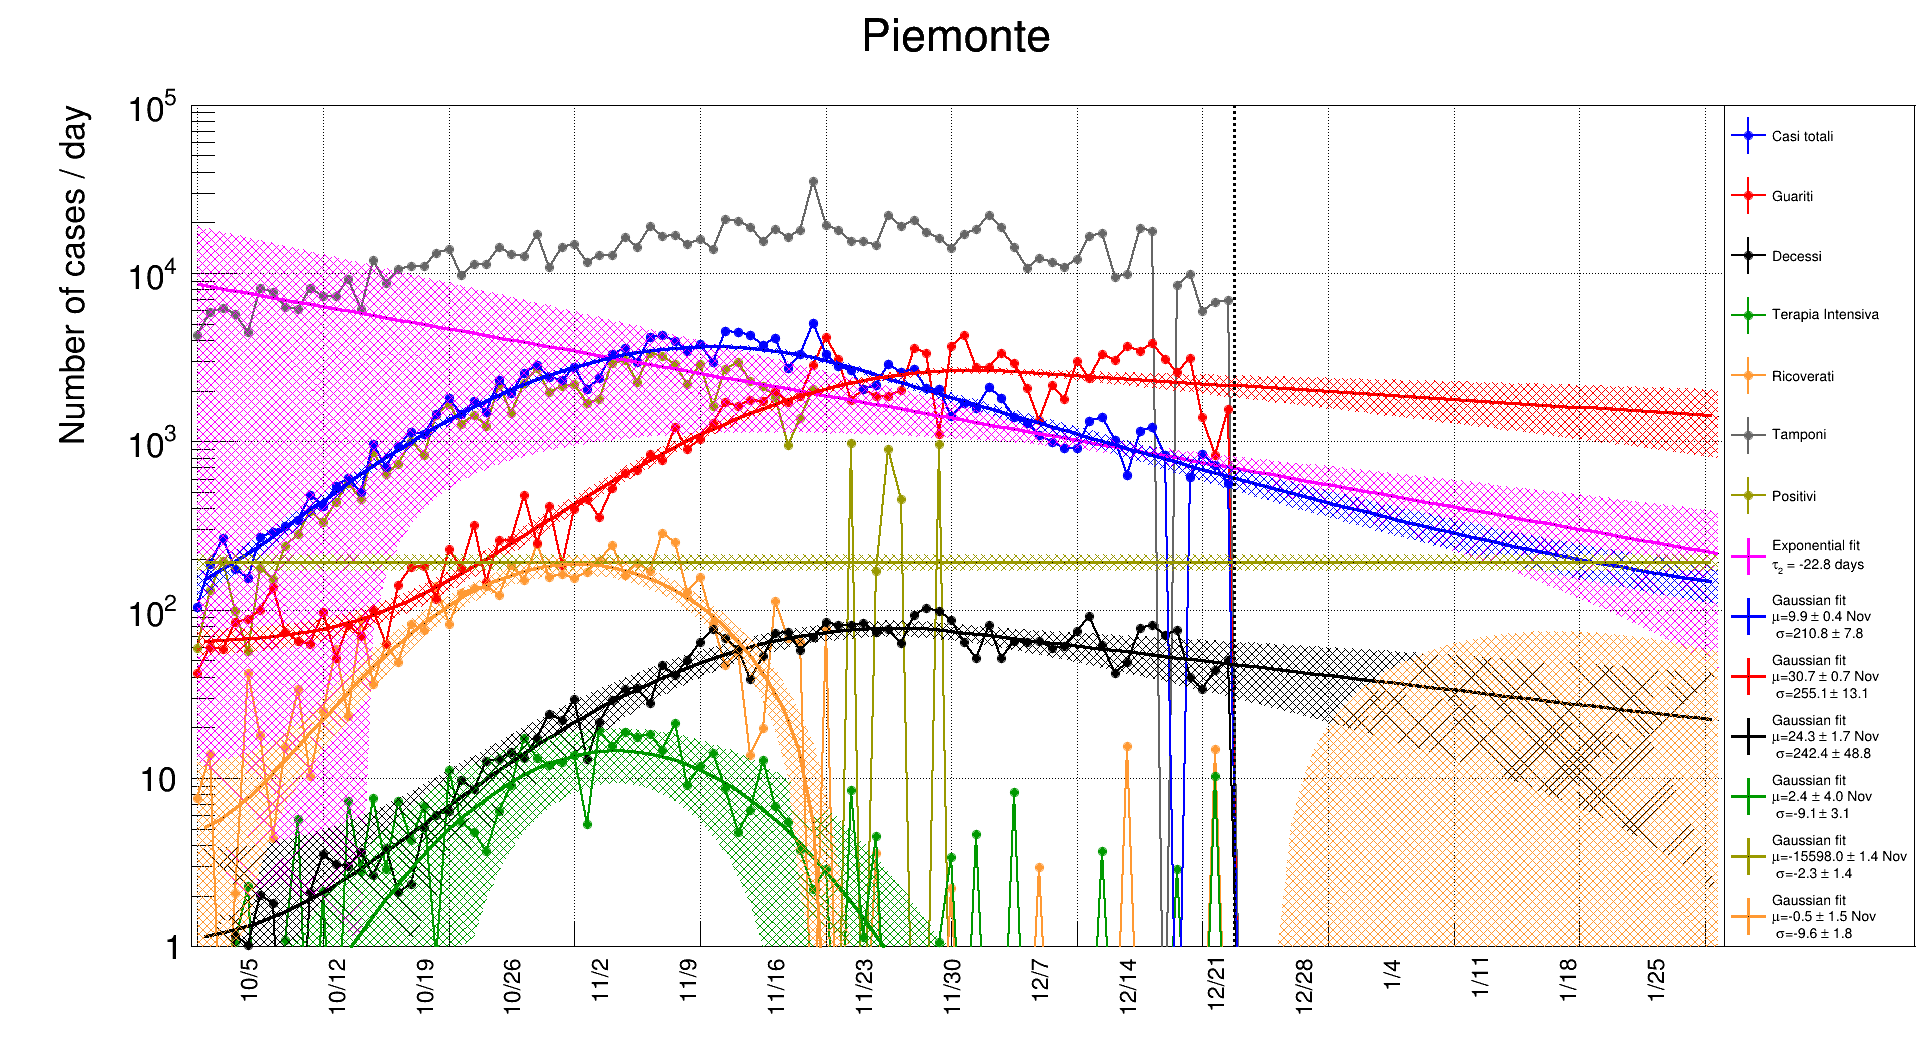 Piemonte
Number of cases / day
10^5
10^4
10^3
10^2
10
1
10/5
10/12
10/19
10/26
11/2
11/9
11/16
11/23
11/30
12/7
12/14
12/21
12/28
1/4
1/11
1/18
1/25
Casi totali
Guariti
Decessi
Terapia Intensiva
Ricoverati
Tamponi
Positivi
Exponential fit
τ₂ = -22.8 days
Gaussian fit
μ=9.9 ± 0.4 Nov
σ=210.8 ± 7.8
Gaussian fit
μ=30.7 ± 0.7 Nov
σ=255.1 ± 13.1
Gaussian fit
μ=24.3 ± 1.7 Nov
σ=242.4 ± 48.8
Gaussian fit
μ=2.4 ± 4.0 Nov
σ=-9.1 ± 3.1
Gaussian fit
μ=-15598.0 ± 1.4 Nov
σ=-2.3 ± 1.4
Gaussian fit
μ=-0.5 ± 1.5 Nov
σ=-9.6 ± 1.8